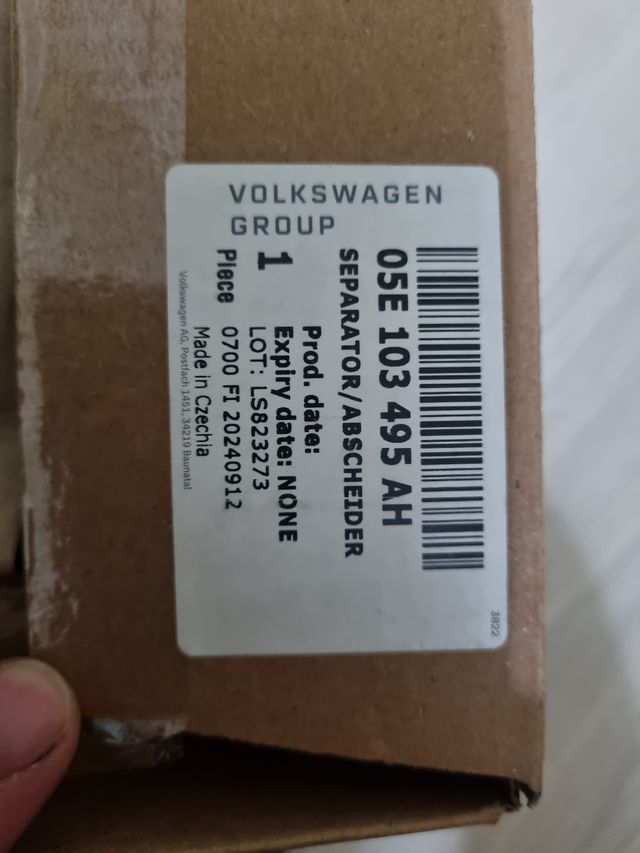 VOLKSWAGEN
GROUP
05E 103 495 AH
SEPARATOR/ABSCHEIDER
Prod. date:
1 Expiry date: NONE
LOT: LS823273
Piece 0700 FI 20240912
Made in Czechia
Volkswagen AG, Postfach 1451, 34219 Baunatal
3822